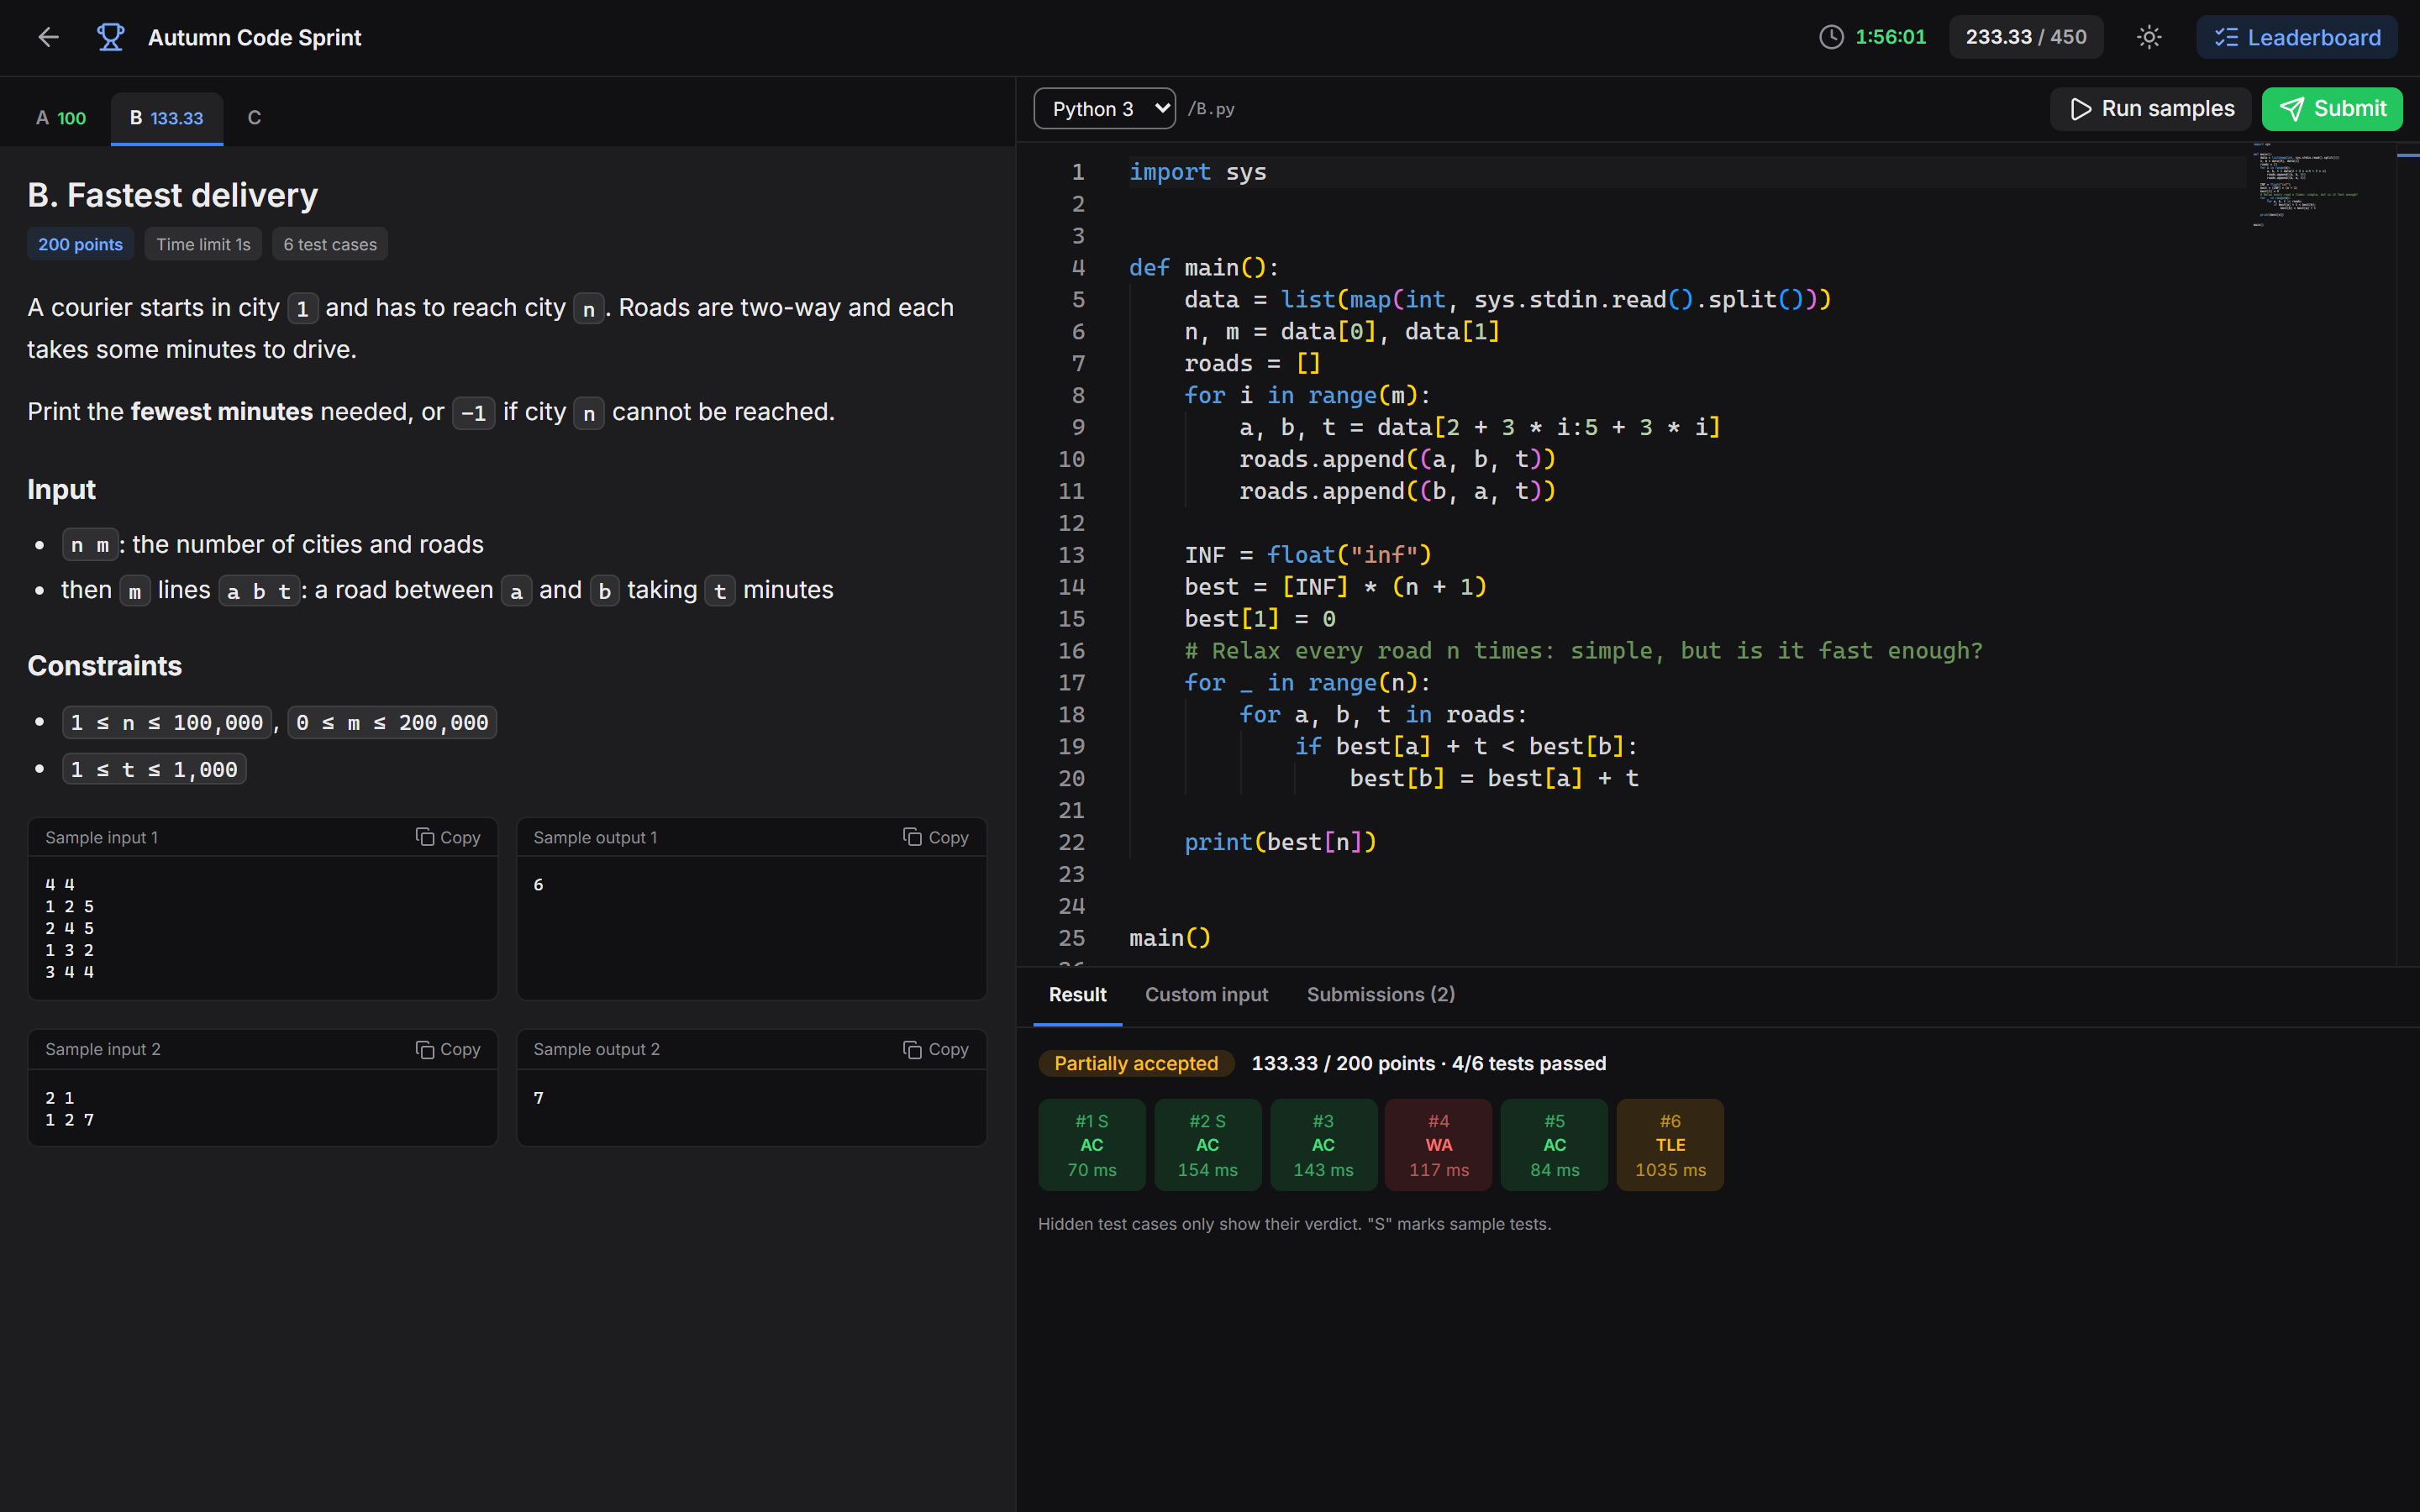 Autumn Code Sprint
1:56:01
233.33 / 450
Leaderboard
A 100
B 133.33
C
B. Fastest delivery
200 points
Time limit 1s
6 test cases
A courier starts in city 1 and has to reach city n. Roads are two-way and each
takes some minutes to drive.
Print the fewest minutes needed, or −1 if city n cannot be reached.
Input
• n m: the number of cities and roads
• then m lines a b t: a road between a and b taking t minutes
Constraints
• 1 ≤ n ≤ 100,000, 0 ≤ m ≤ 200,000
• 1 ≤ t ≤ 1,000
Sample input 1
Copy
4 4
1 2 5
2 4 5
1 3 2
3 4 4
Sample output 1
Copy
6
Sample input 2
Copy
2 1
1 2 7
Sample output 2
Copy
7
Python 3
/B.py
Run samples
Submit
1 import sys
2
3
4 def main():
5     data = list(map(int, sys.stdin.read().split()))
6     n, m = data[0], data[1]
7     roads = []
8     for i in range(m):
9         a, b, t = data[2 + 3 * i:5 + 3 * i]
10         roads.append((a, b, t))
11         roads.append((b, a, t))
12
13     INF = float("inf")
14     best = [INF] * (n + 1)
15     best[1] = 0
16     # Relax every road n times: simple, but is it fast enough?
17     for _ in range(n):
18         for a, b, t in roads:
19             if best[a] + t < best[b]:
20                 best[b] = best[a] + t
21
22     print(best[n])
23
24
25 main()
Result
Custom input
Submissions (2)
Partially accepted
133.33 / 200 points · 4/6 tests passed
#1 S
AC
70 ms
#2 S
AC
154 ms
#3
AC
143 ms
#4
WA
117 ms
#5
AC
84 ms
#6
TLE
1035 ms
Hidden test cases only show their verdict. "S" marks sample tests.